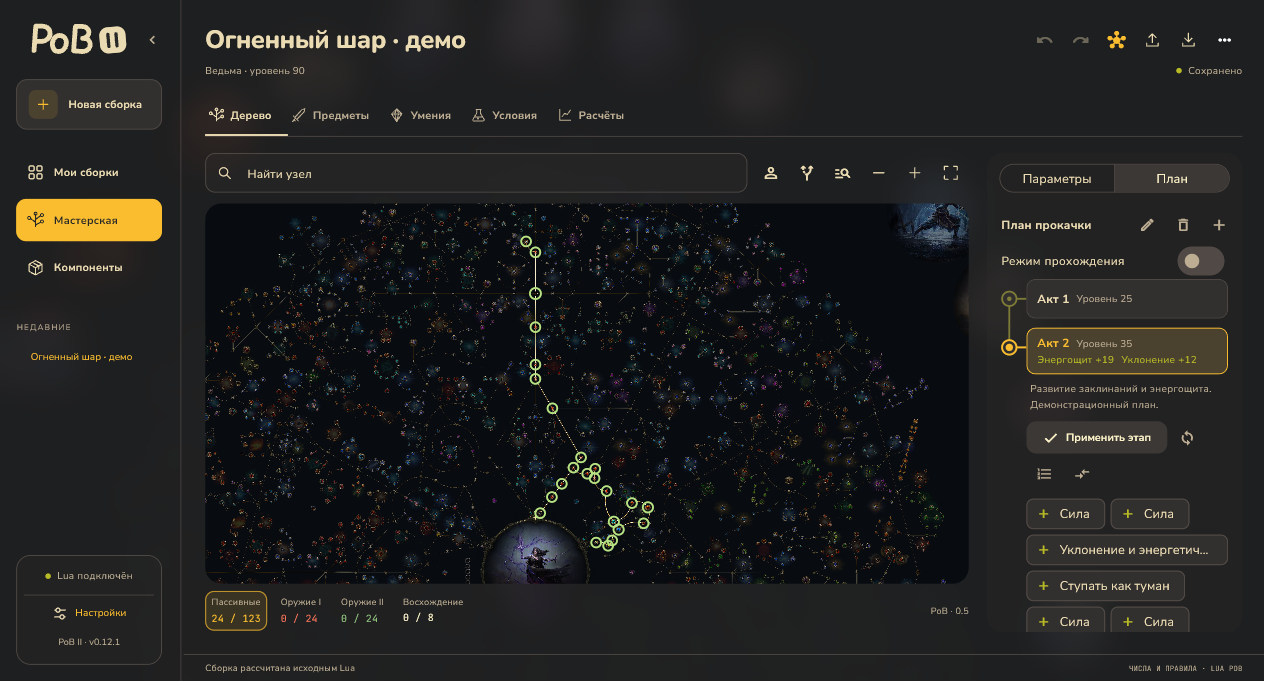 PoB II
Новая сборка
Мои сборки
Мастерская
Компоненты
НЕДАВНИЕ
Огненный шар · демо
Lua подключён
Настройки
PoB II · v0.12.1
Огненный шар · демо
Ведьма · уровень 90
Сохранено
Дерево
Предметы
Умения
Условия
Расчёты
Найти узел
Пассивные
24 / 123
Оружие I
0 / 24
Оружие II
0 / 24
Восхождение
0 / 8
PoB · 0.5
Параметры
План
План прокачки
Режим прохождения
Акт 1 Уровень 25
Акт 2 Уровень 35
Энергощит +19 Уклонение +12
Развитие заклинаний и энергощита.
Демонстрационный план.
Применить этап
+ Сила
+ Сила
+ Уклонение и энергетич...
+ Ступать как туман
+ Сила
+ Сила
Сборка рассчитана исходным Lua
ЧИСЛА И ПРАВИЛА · LUA POB